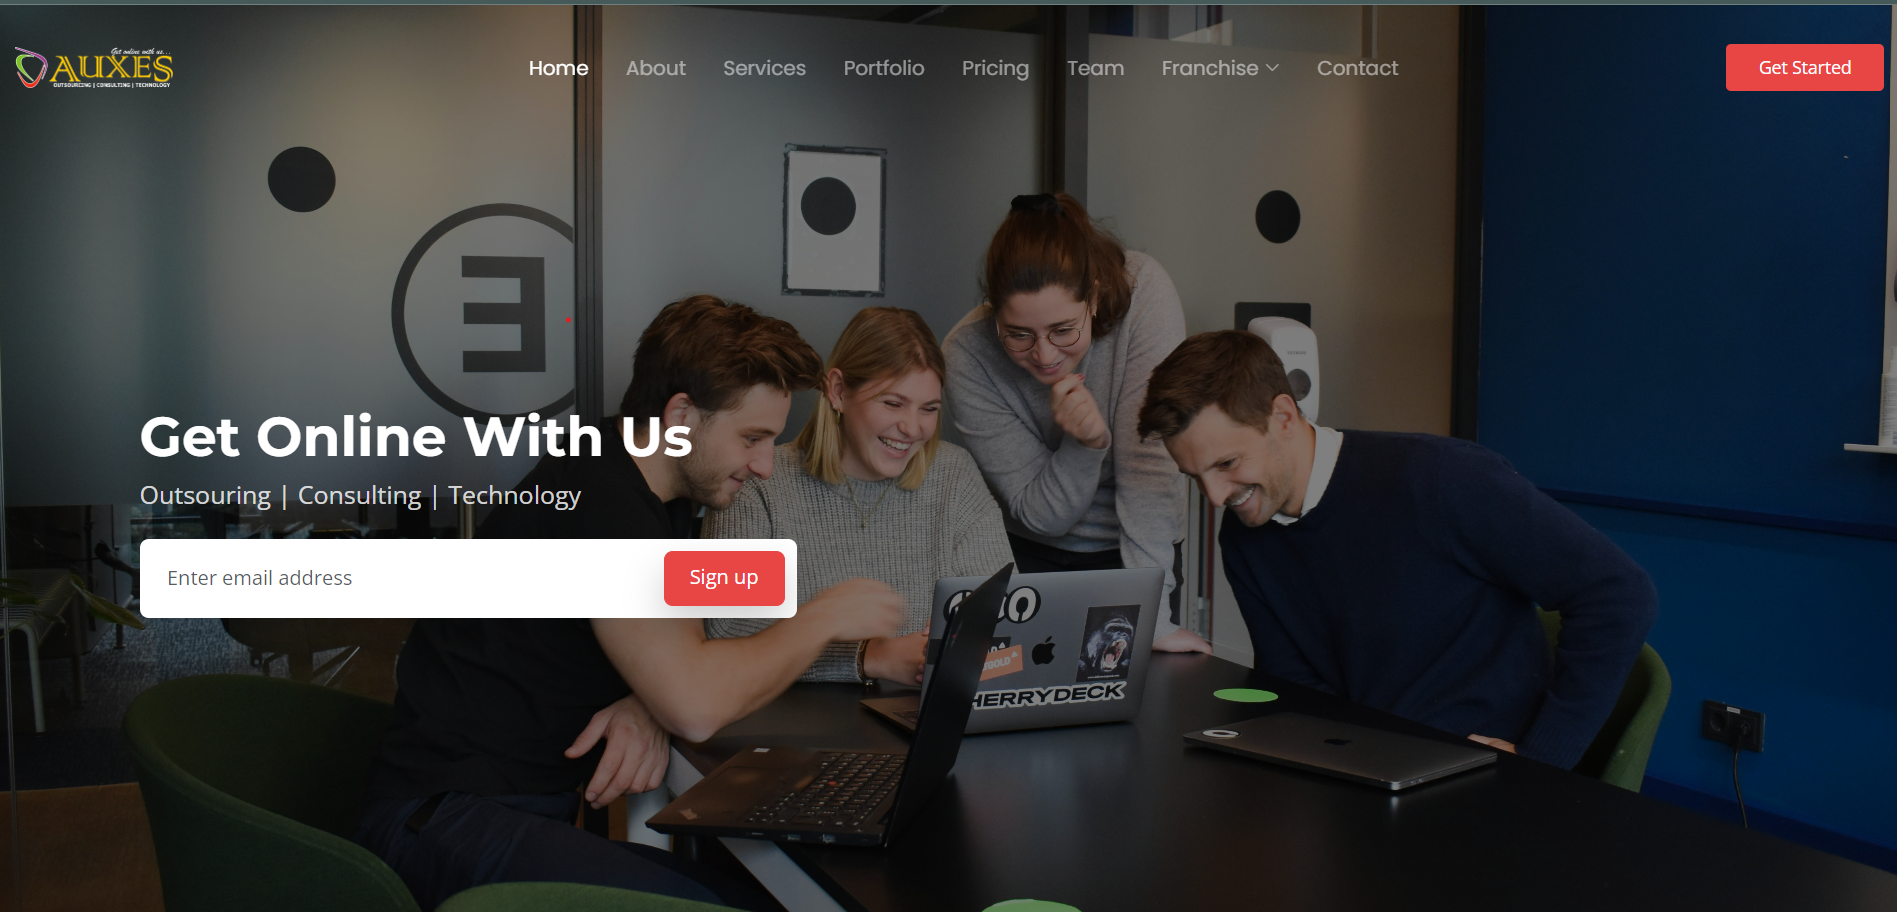 Get online with us...
AUXES
OUTSOURCING | CONSULTING | TECHNOLOGY
Home About Services Portfolio Pricing Team Franchise Contact
Get Started
E
Get Online With Us
Outsouring | Consulting | Technology
Enter email address
Sign up
GOLD
HERRYDECK